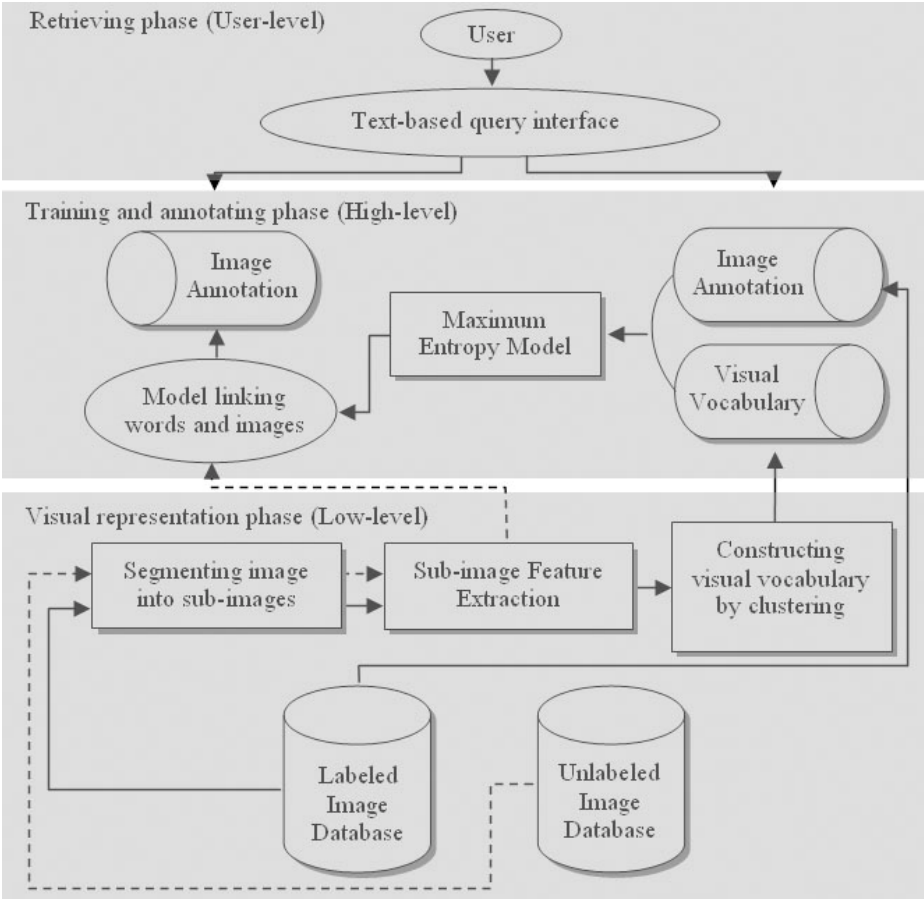 Retrieving phase (User-level)
User
Text-based query interface
Training and annotating phase (High-level)
Image
Annotation
Image
Annotation
Maximum
Entropy Model
Visual
Vocabulary
Model linking
words and images
Visual representation phase (Low-level)
Segmenting image
into sub-images
Sub-image Feature
Extraction
Constructing
visual vocabulary
by clustering
Labeled
Image
Database
Unlabeled
Image
Database